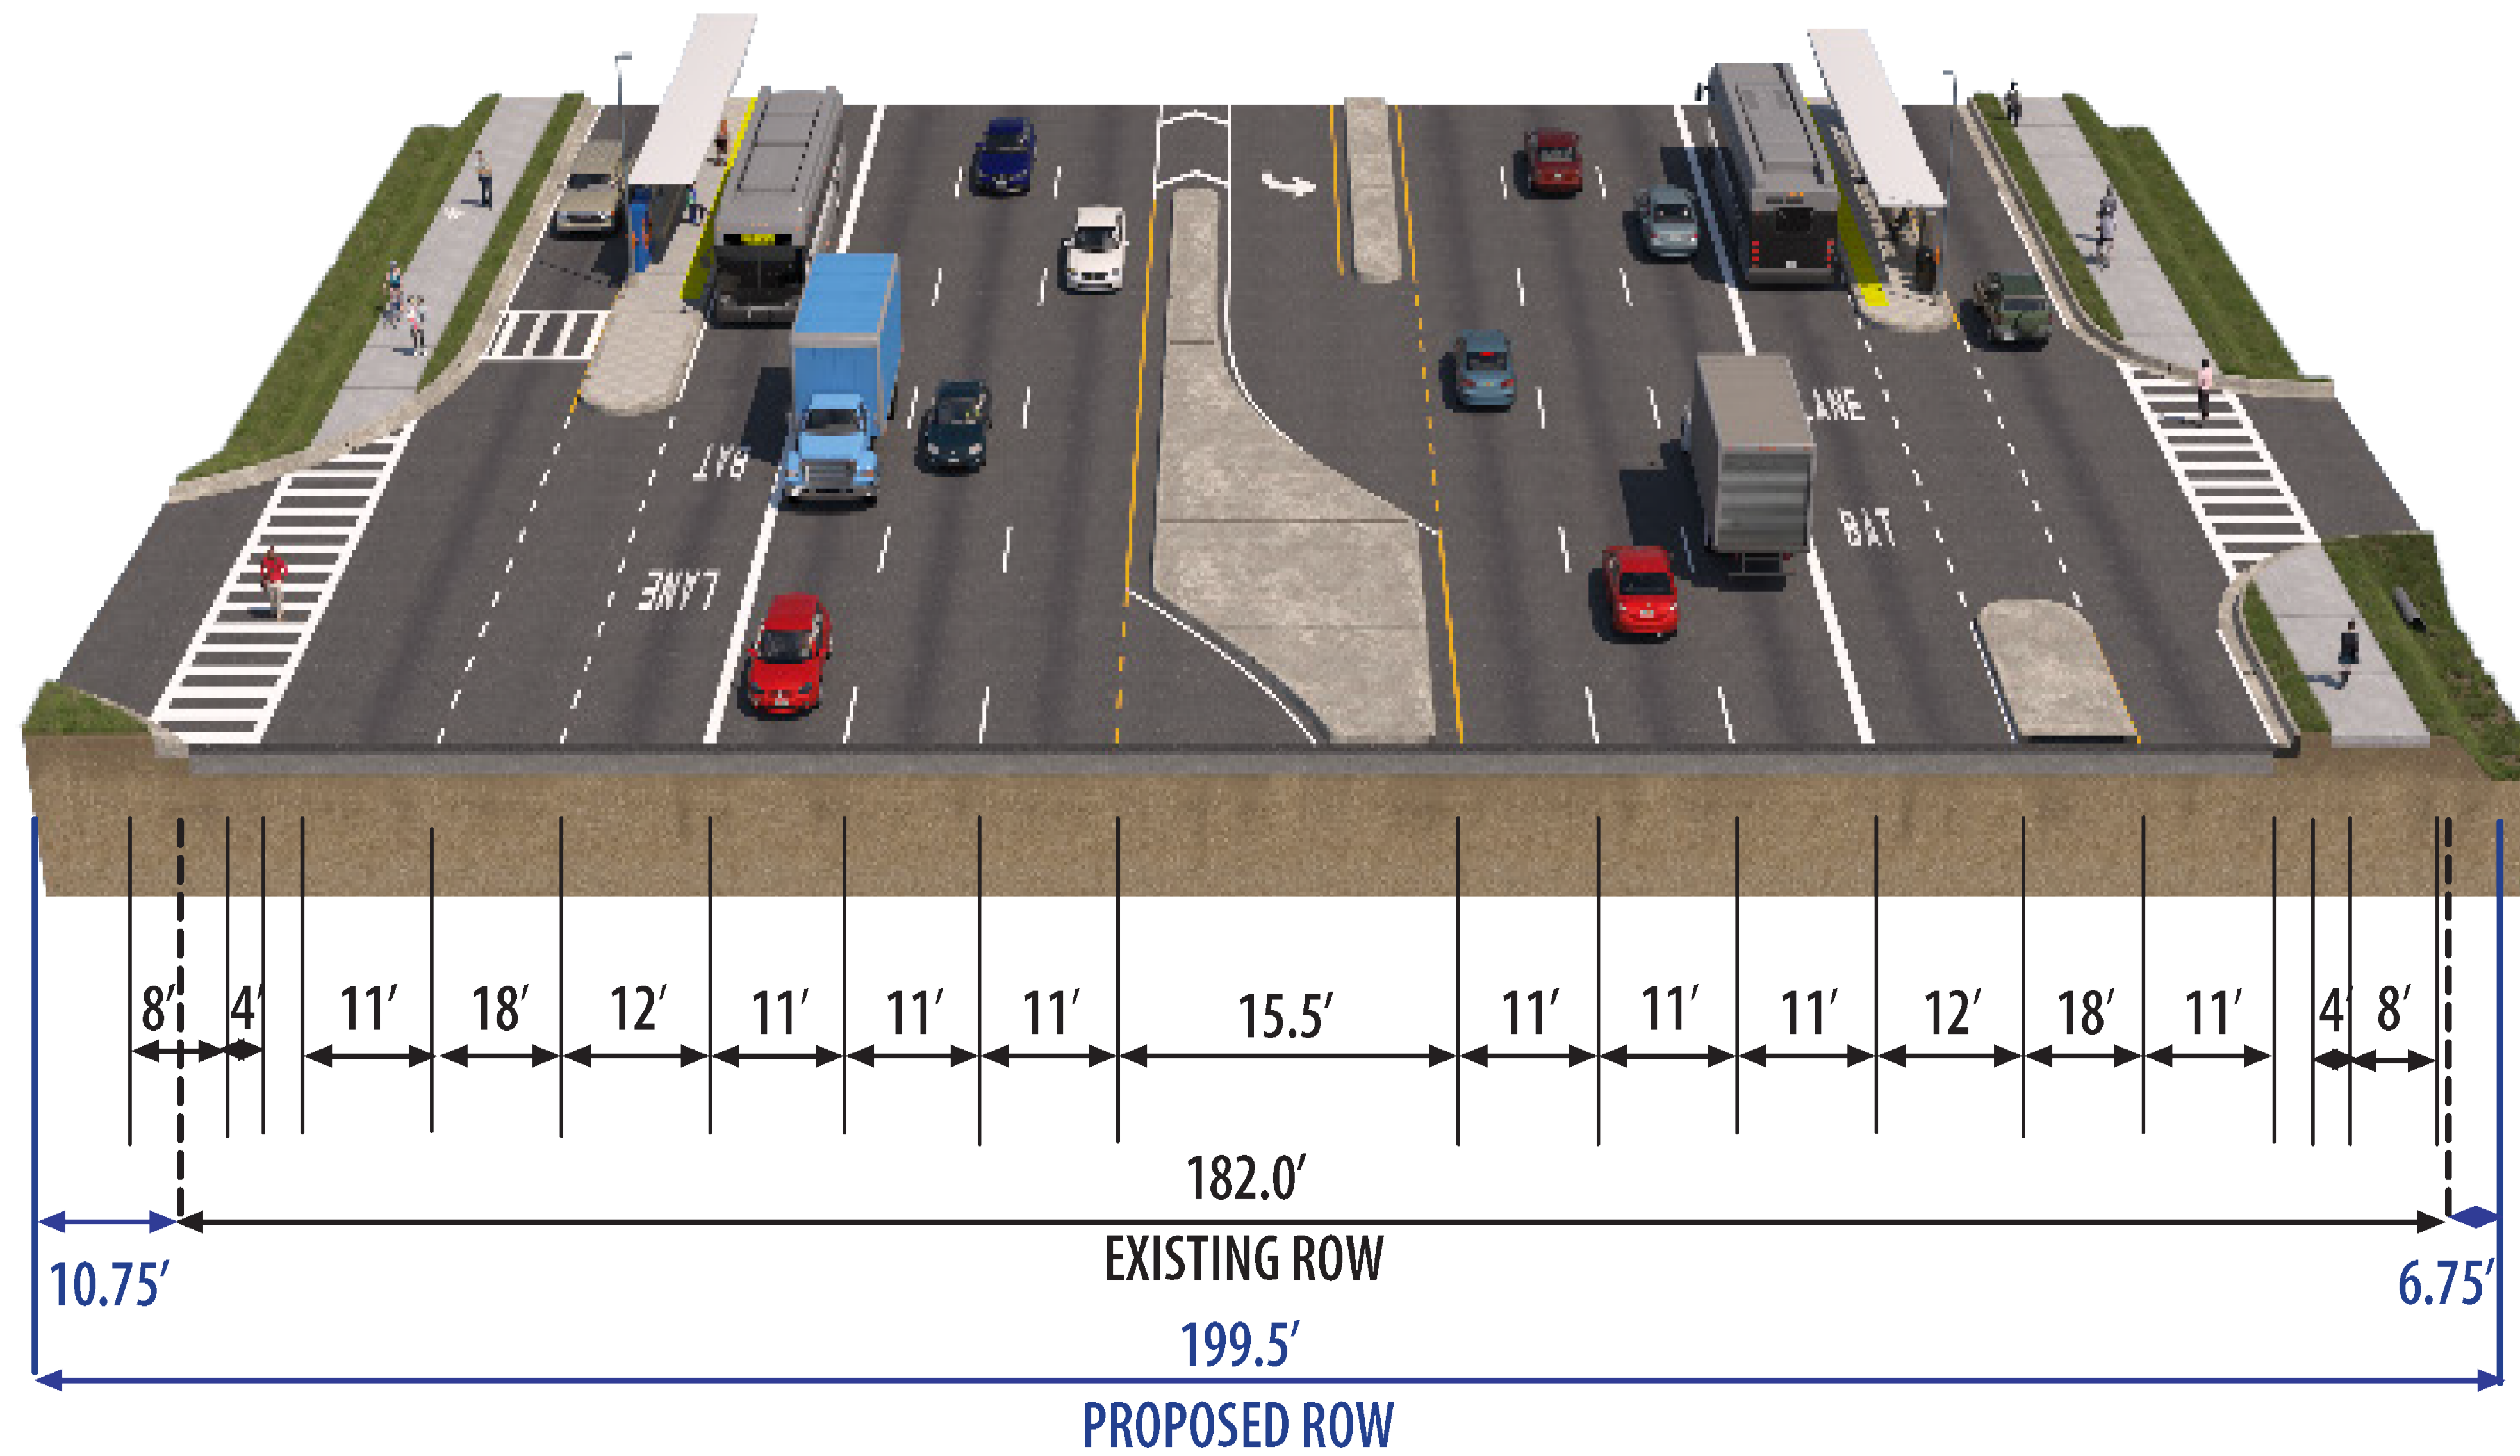 BAT
LANE
LANE
BAT
8′ 4′ 11′ 18′ 12′ 11′ 11′ 11′ 15.5′ 11′ 11′ 11′ 12′ 18′ 11′ 4′ 8′
182.0′
EXISTING ROW
10.75′ 6.75′
199.5′
PROPOSED ROW